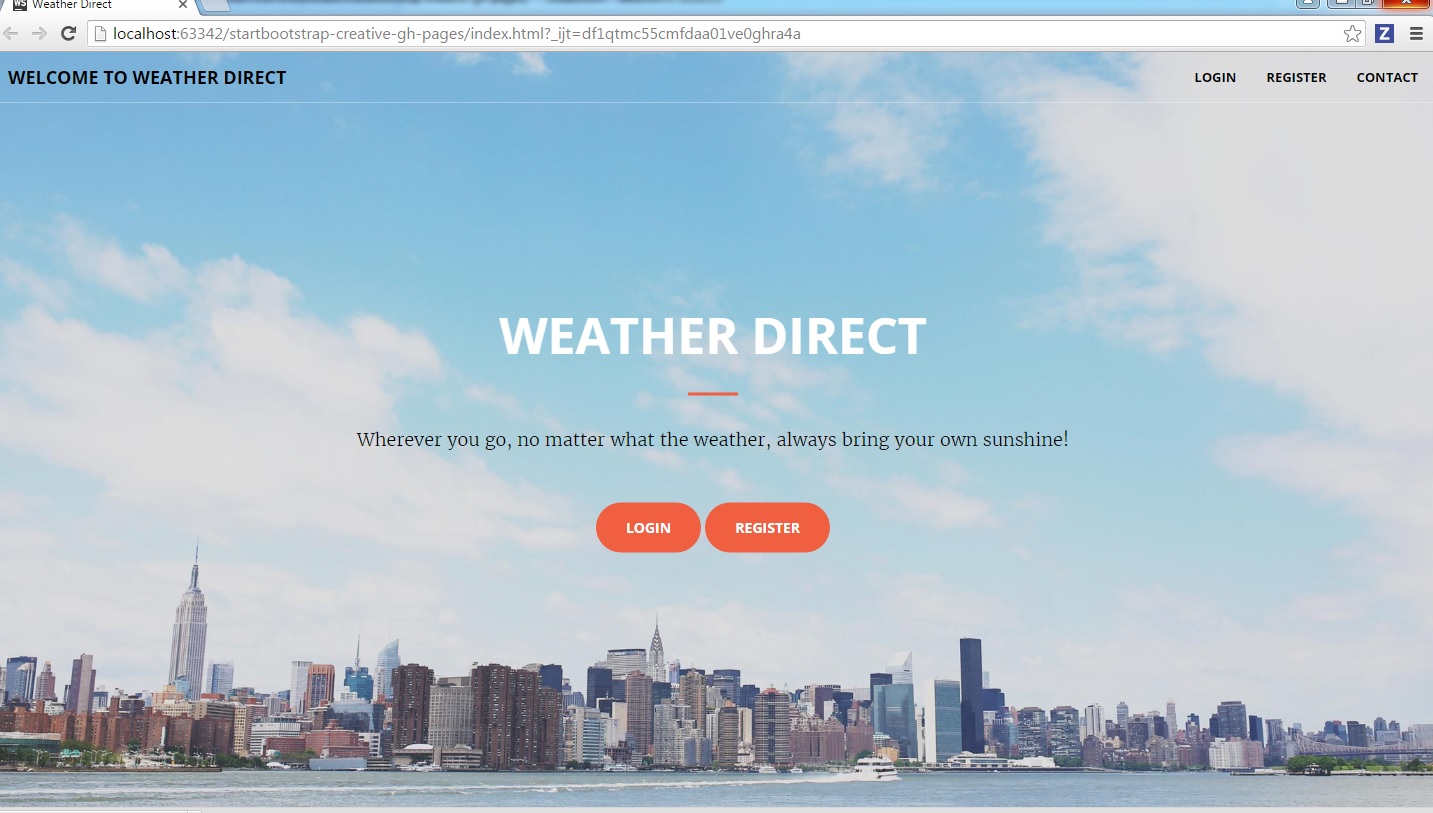 WS Weather Direct
localhost:63342/startbootstrap-creative-gh-pages/index.html?_ijt=df1qtmc55cmfdaa01ve0ghra4a
Z
WELCOME TO WEATHER DIRECT
LOGIN REGISTER CONTACT
WEATHER DIRECT
Wherever you go, no matter what the weather, always bring your own sunshine!
LOGIN REGISTER